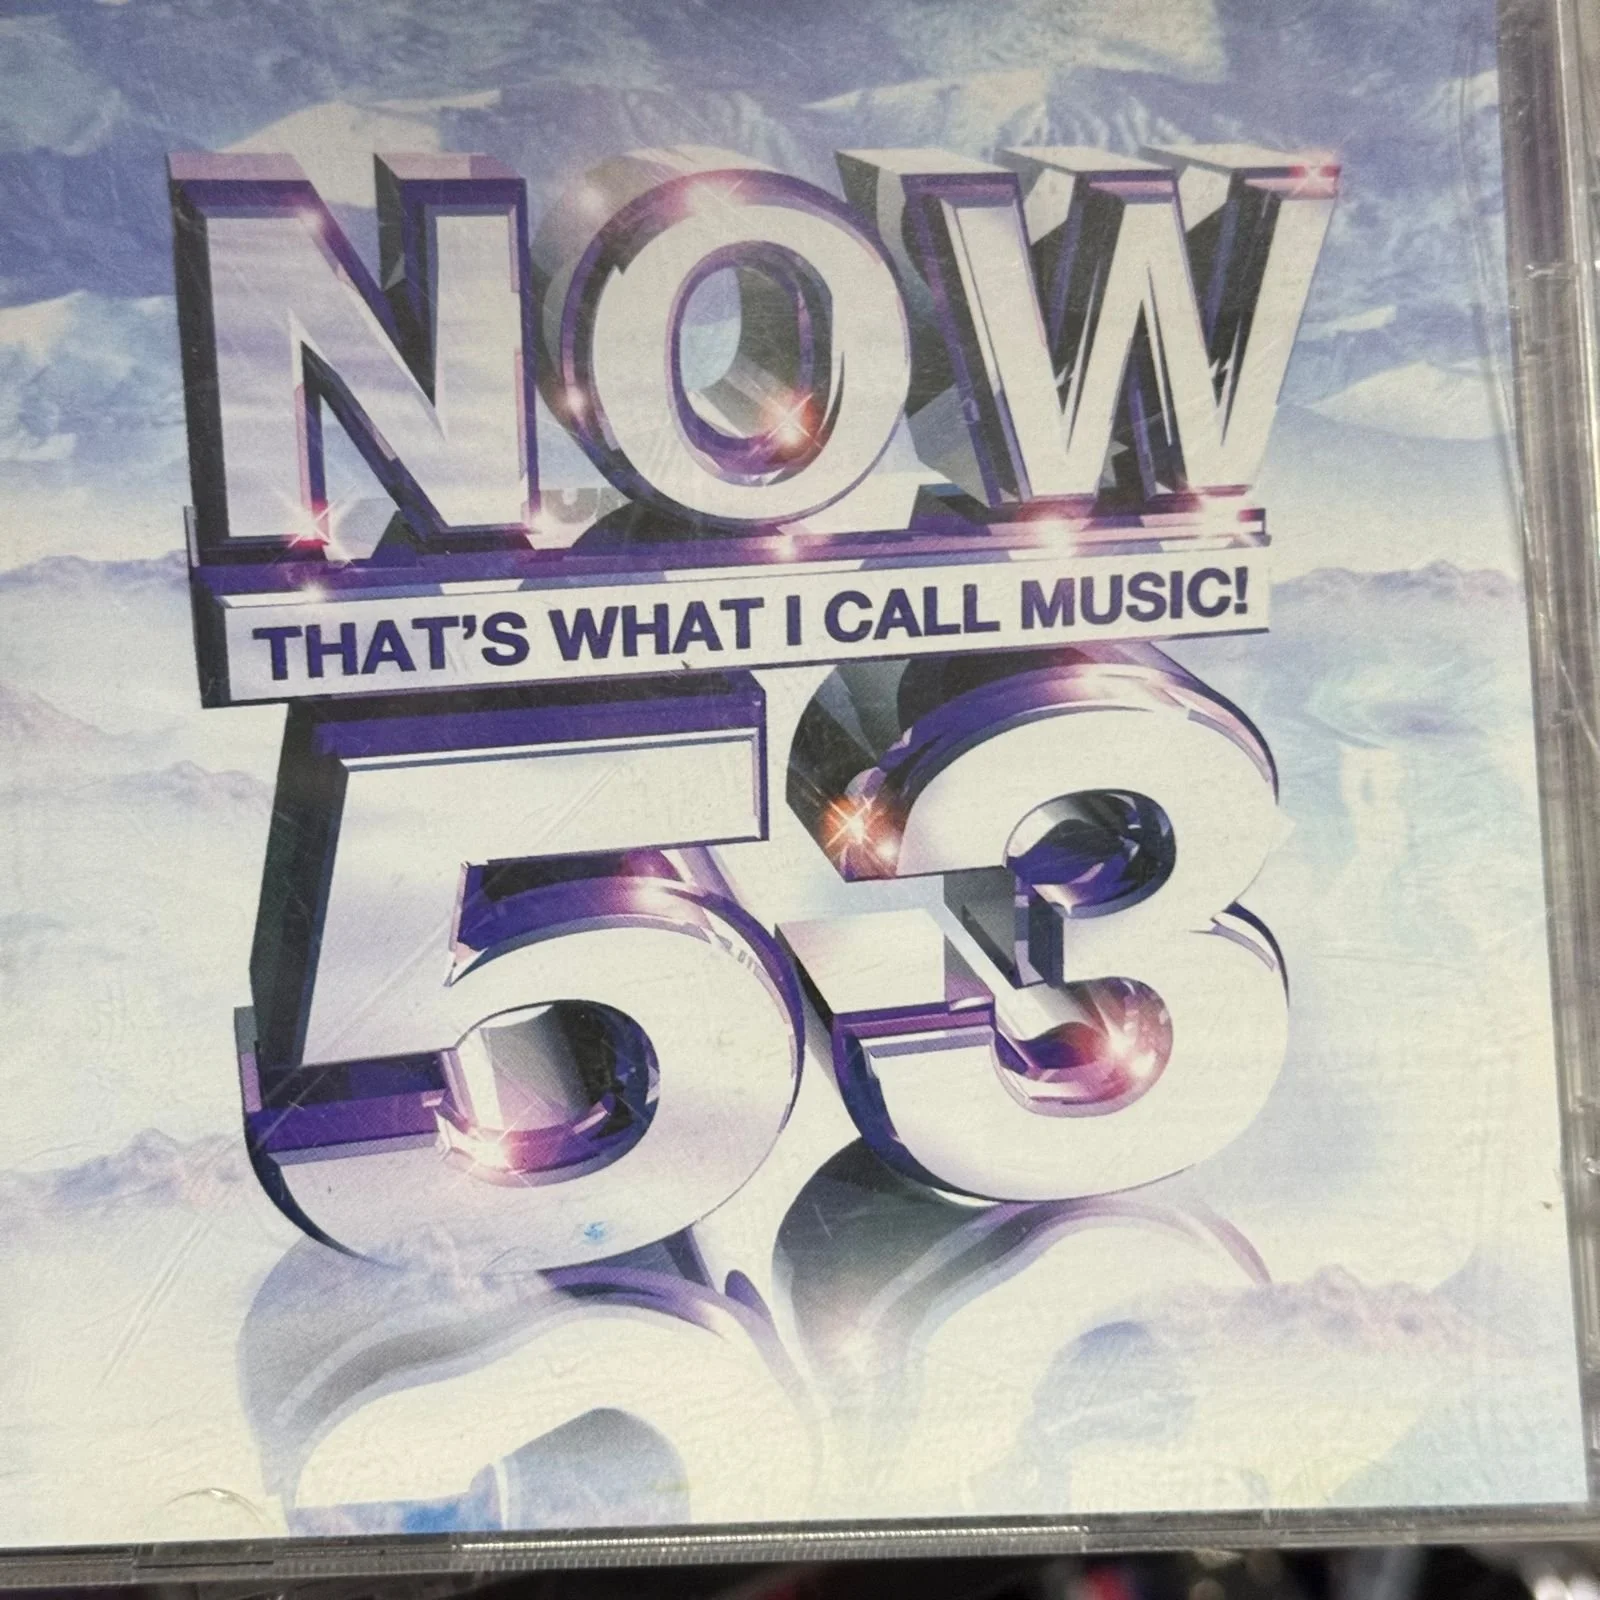 NOW
THAT'S WHAT I CALL MUSIC!
53